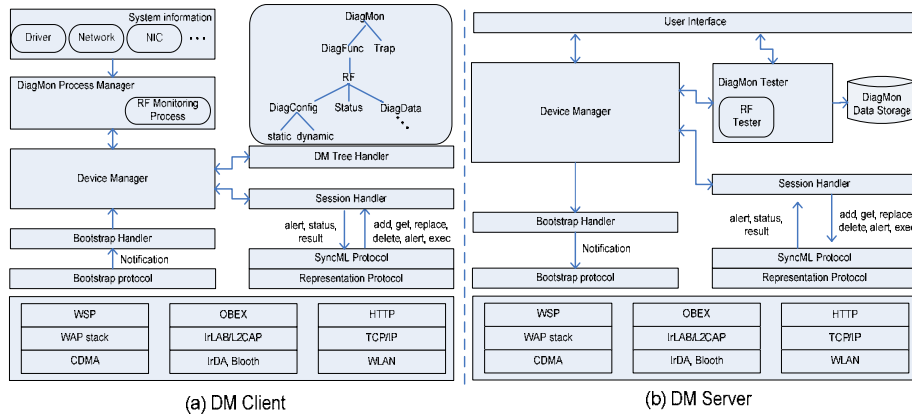 System information
Driver
Network
NIC
• • •
DiagMon Process Manager
RF Monitoring
Process
Device Manager
Bootstrap Handler
Notification
Bootstrap protocol
DiagMon
DiagFunc
Trap
RF
DiagConfig
Status
DiagData
static dynamic
DM Tree Handler
Session Handler
alert, status,
result
add, get, replace,
delete, alert, exec
SyncML Protocol
Representation Protocol
WSP
WAP stack
CDMA
OBEX
IrLAB/L2CAP
IrDA, Blooth
HTTP
TCP/IP
WLAN
(a) DM Client
User Interface
Device Manager
DiagMon Tester
RF
Tester
DiagMon
Data Storage
Session Handler
Bootstrap Handler
Notification
Bootstrap protocol
alert, status,
result
add, get, replace,
delete, alert, exec
SyncML Protocol
Representation Protocol
WSP
WAP stack
CDMA
OBEX
IrLAB/L2CAP
IrDA, Blooth
HTTP
TCP/IP
WLAN
(b) DM Server